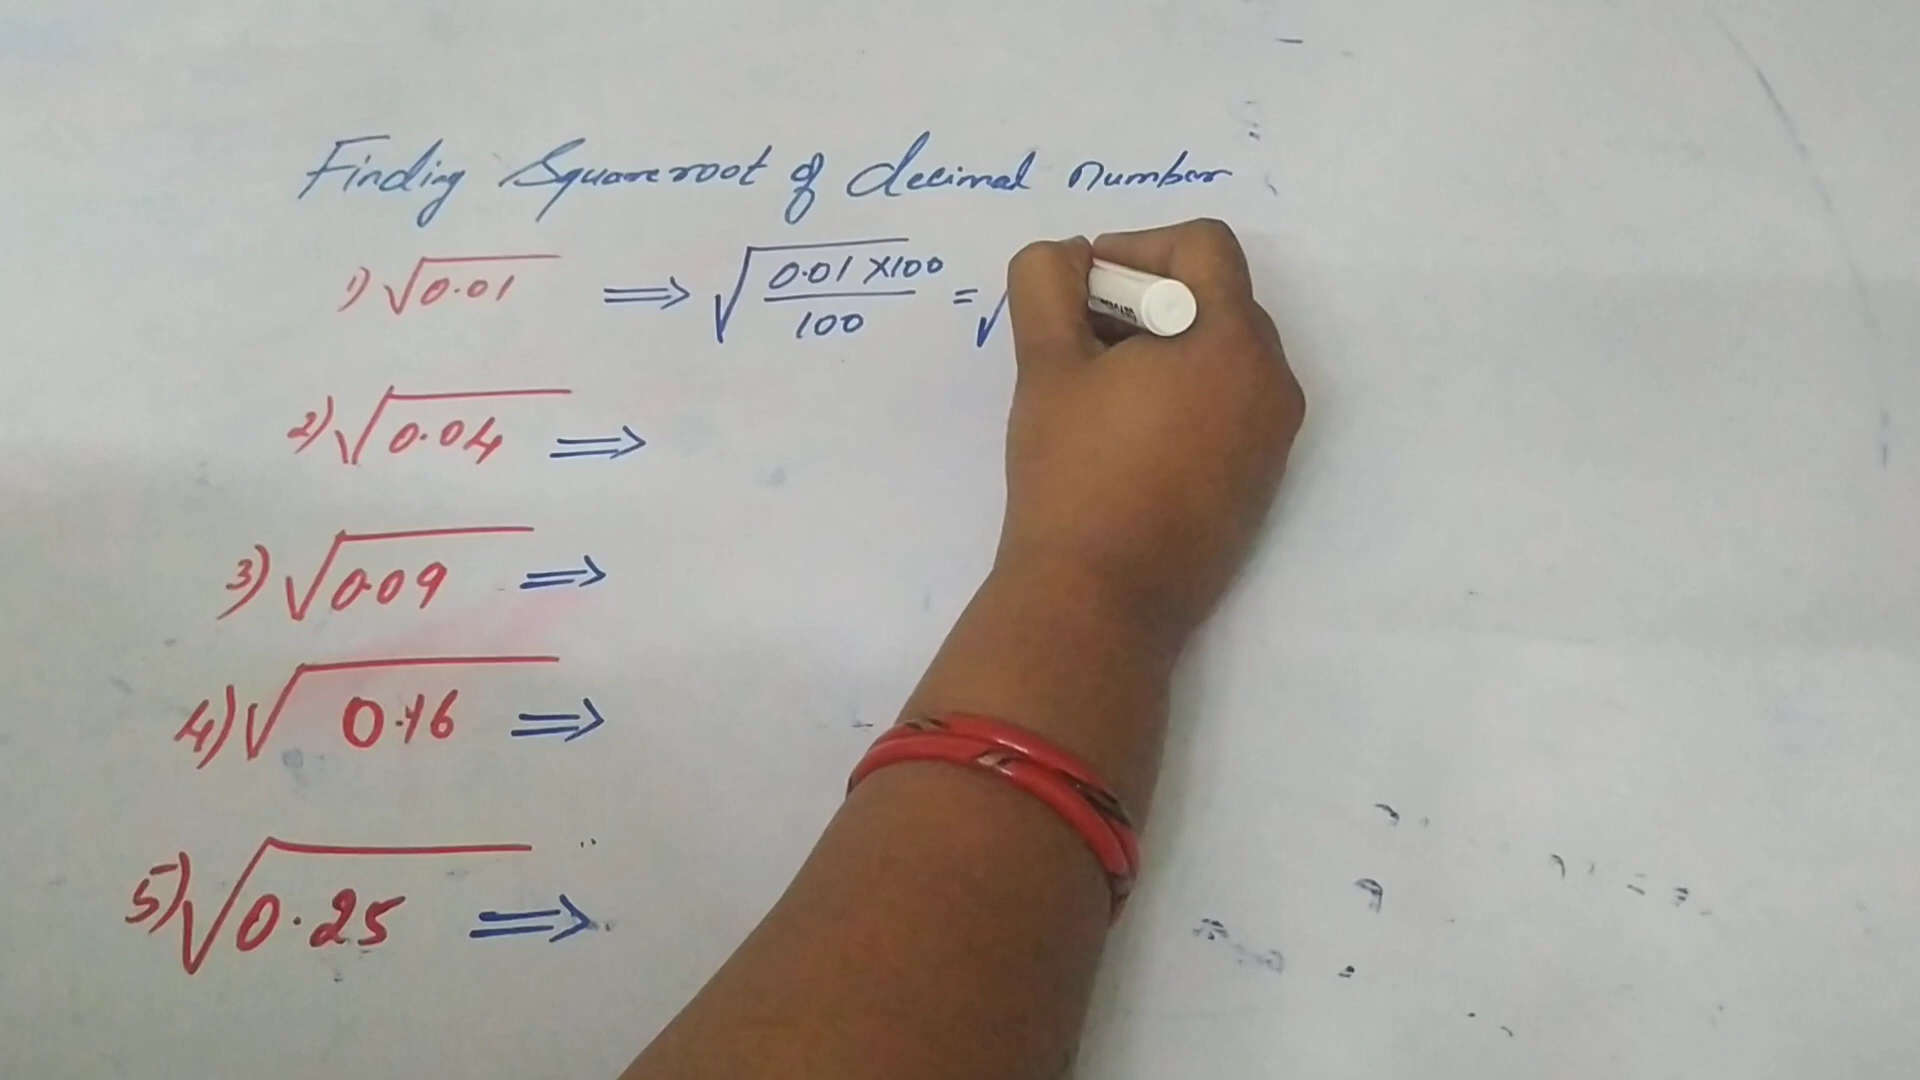 Finding Squareroot of decimal number
1) √0.01 ⟹ √(0.01 ×100 / 100) = √
2) √0.04 ⟹
3) √0.09 ⟹
4) √0.16 ⟹
5) √0.25 ⟹